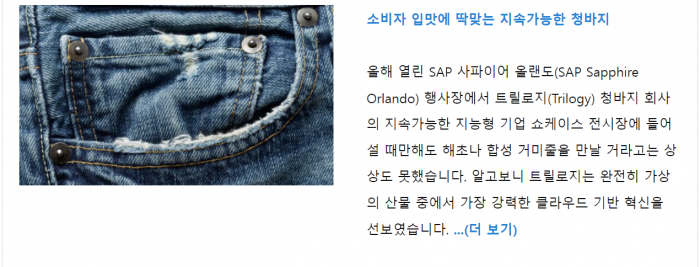 소비자 입맛에 딱맞는 지속가능한 청바지
올해 열린 SAP 사파이어 올랜도(SAP Sapphire
Orlando) 행사장에서 트릴로지(Trilogy) 청바지 회사
의 지속가능한 지능형 기업 쇼케이스 전시장에 들어
설 때만해도 해초나 합성 거미줄을 만날 거라고는 상
상도 못했습니다. 알고보니 트릴로지는 완전히 가상
의 산물 중에서 가장 강력한 클라우드 기반 혁신을
선보였습니다. ...(더 보기)